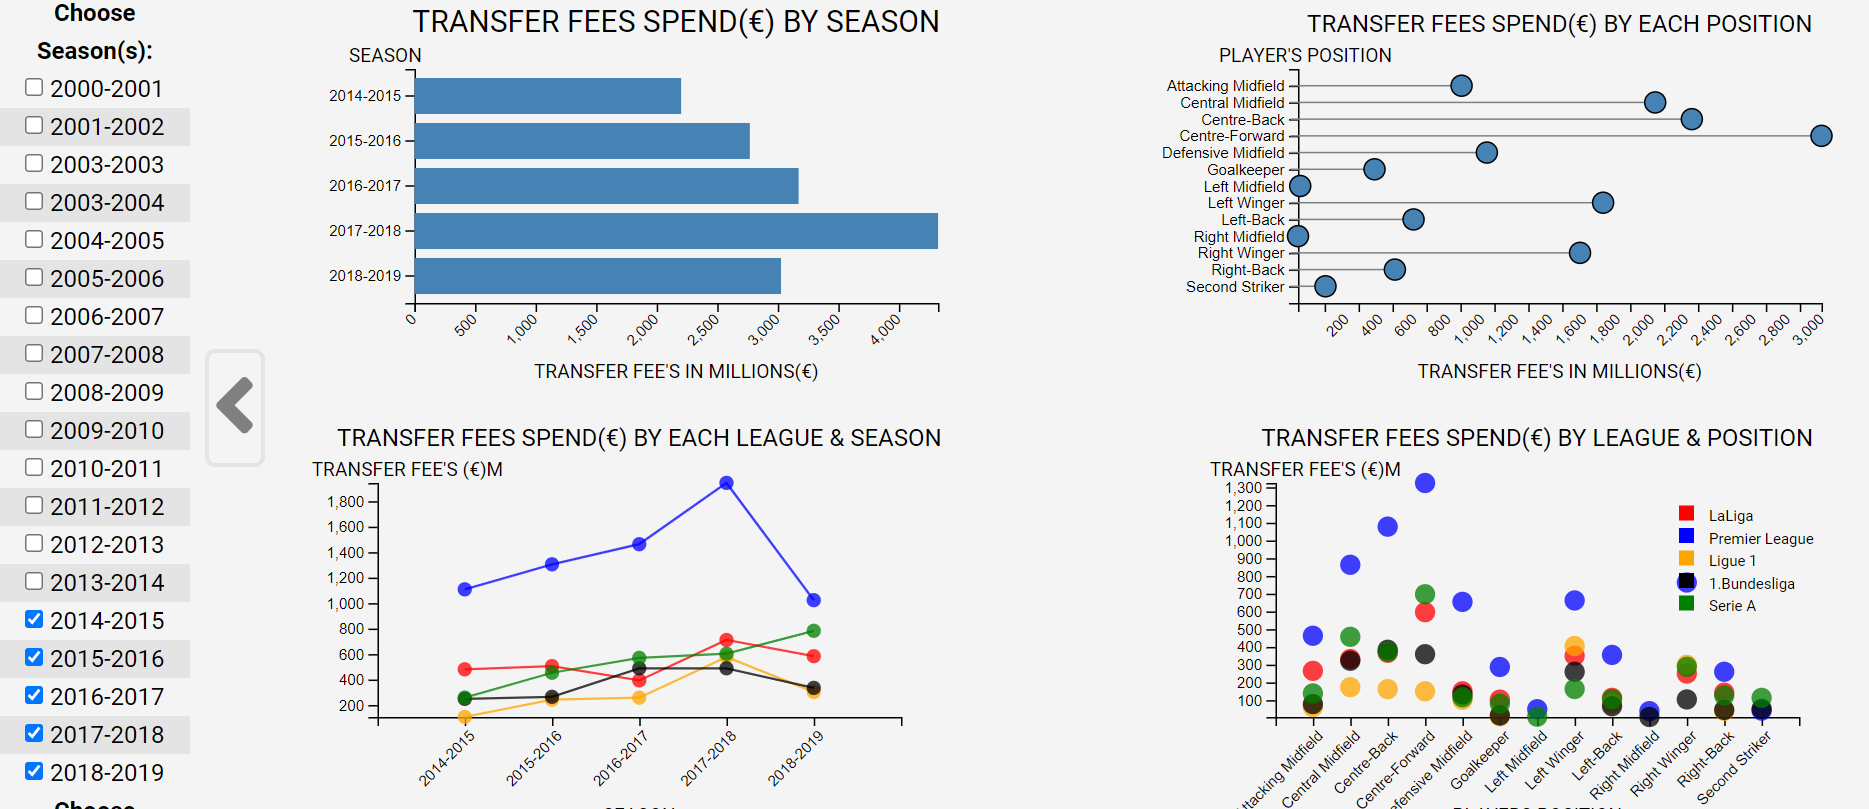 Choose
Season(s):
2000-2001
2001-2002
2003-2003
2003-2004
2004-2005
2005-2006
2006-2007
2007-2008
2008-2009
2009-2010
2010-2011
2011-2012
2012-2013
2013-2014
2014-2015
2015-2016
2016-2017
2017-2018
2018-2019
Choose
TRANSFER FEES SPEND(€) BY SEASON
SEASON
2014-2015
2015-2016
2016-2017
2017-2018
2018-2019
0 500 1,000 1,500 2,000 2,500 3,000 3,500 4,000
TRANSFER FEE'S IN MILLIONS(€)
TRANSFER FEES SPEND(€) BY EACH POSITION
PLAYER'S POSITION
Attacking Midfield
Central Midfield
Centre-Back
Centre-Forward
Defensive Midfield
Goalkeeper
Left Midfield
Left Winger
Left-Back
Right Midfield
Right Winger
Right-Back
Second Striker
200 400 600 800 1,000 1,200 1,400 1,600 1,800 2,000 2,200 2,400 2,600 2,800 3,000
TRANSFER FEE'S IN MILLIONS(€)
TRANSFER FEES SPEND(€) BY EACH LEAGUE & SEASON
TRANSFER FEE'S (€)M
1,800
1,600
1,400
1,200
1,000
800
600
400
200
2014-2015 2015-2016 2016-2017 2017-2018 2018-2019
SEASON
TRANSFER FEES SPEND(€) BY LEAGUE & POSITION
TRANSFER FEE'S (€)M
1,300
1,200
1,100
1,000
900
800
700
600
500
400
300
200
100
LaLiga
Premier League
Ligue 1
1.Bundesliga
Serie A
ttacking Midfield Central Midfield Centre-Back Centre-Forward efensive Midfield Goalkeeper Left Midfield Left Winger Left-Back Right Midfield Right Winger Right-Back Second Striker
PLAYERS POSITION